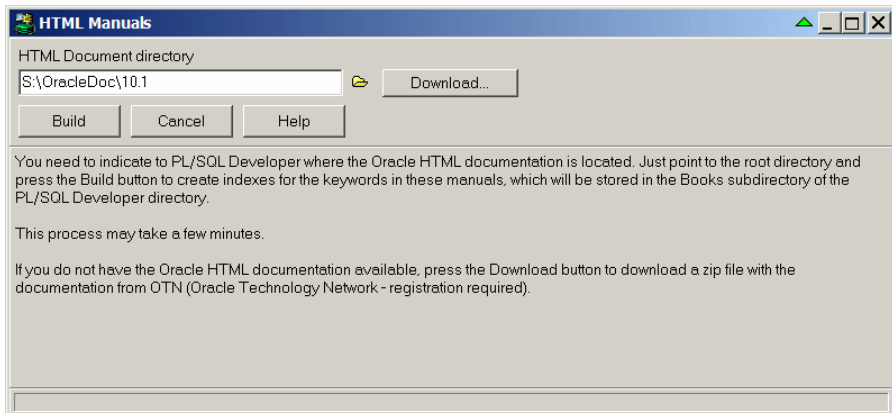 HTML Manuals
HTML Document directory
S:\OracleDoc\10.1
Download...
Build Cancel Help
You need to indicate to PL/SQL Developer where the Oracle HTML documentation is located. Just point to the root directory and
press the Build button to create indexes for the keywords in these manuals, which will be stored in the Books subdirectory of the
PL/SQL Developer directory.
This process may take a few minutes.
If you do not have the Oracle HTML documentation available, press the Download button to download a zip file with the
documentation from OTN (Oracle Technology Network - registration required).